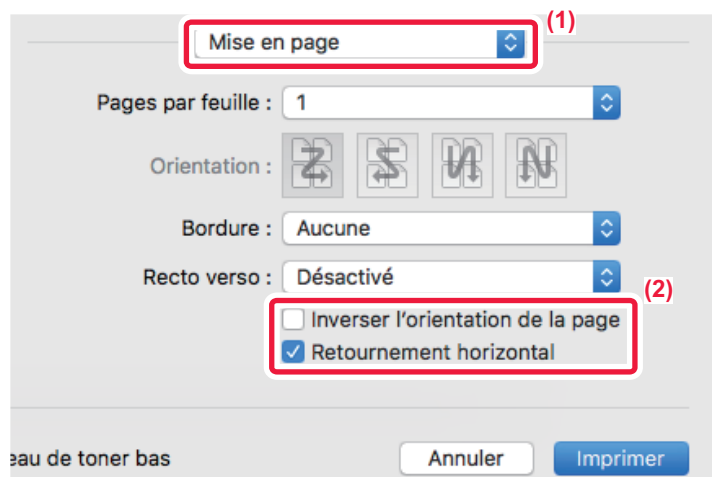 (1)
Mise en page
Pages par feuille : 1
Orientation :
Bordure : Aucune
Recto verso : Désactivé
(2)
Inverser l'orientation de la page
Retournement horizontal
eau de toner bas Annuler Imprimer